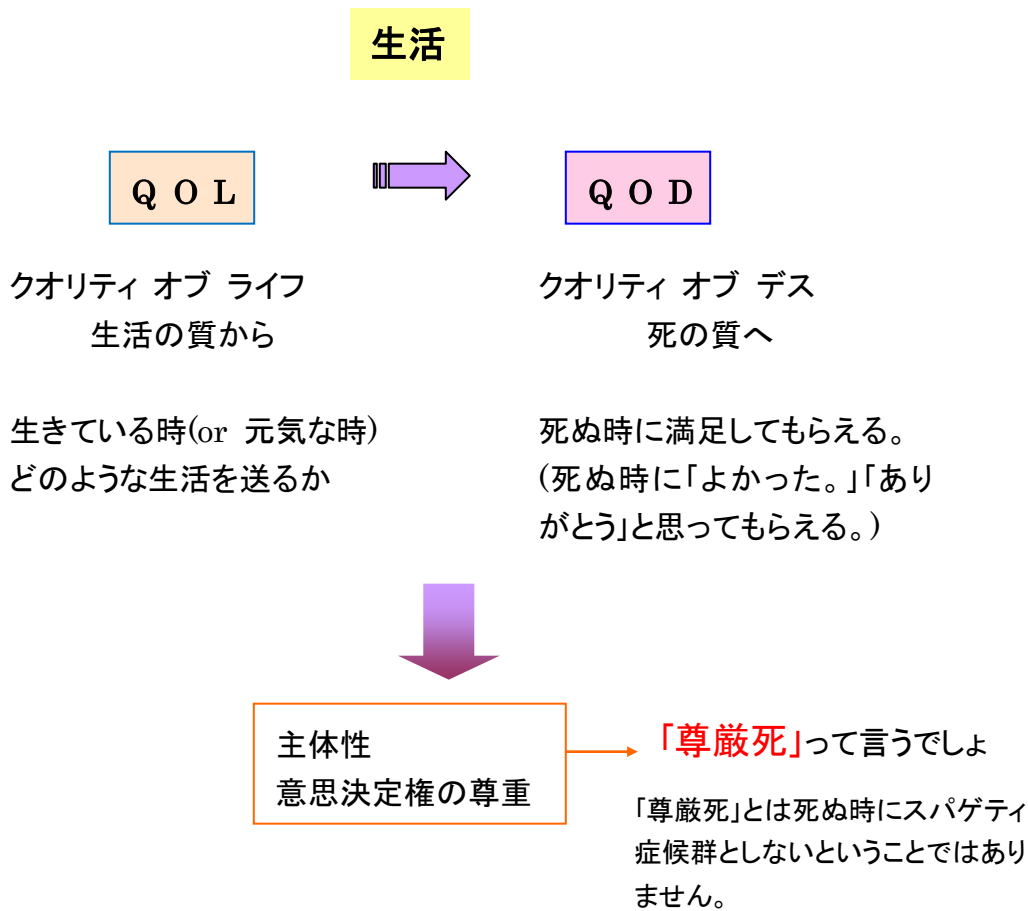 生活
Q O L
Q O D
クオリティ オブ ライフ
生活の質から
クオリティ オブ デス
死の質へ
生きている時(or 元気な時)
どのような生活を送るか
死ぬ時に満足してもらえる。
(死ぬ時に「よかった。」「あり
がとう」と思ってもらえる。)
主体性
意思決定権の尊重
「尊厳死」って言うでしょ
「尊厳死」とは死ぬ時にスパゲティ
症候群としないということではあり
ません。